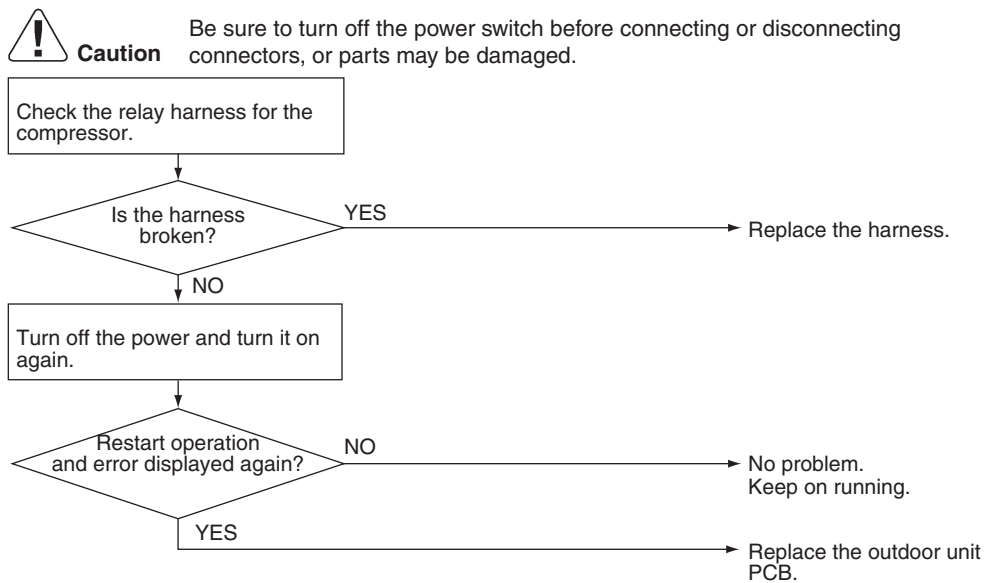 Caution
Be sure to turn off the power switch before connecting or disconnecting
connectors, or parts may be damaged.
Check the relay harness for the
compressor.
Is the harness
broken?
YES
Replace the harness.
NO
Turn off the power and turn it on
again.
Restart operation
and error displayed again?
NO
No problem.
Keep on running.
YES
Replace the outdoor unit
PCB.